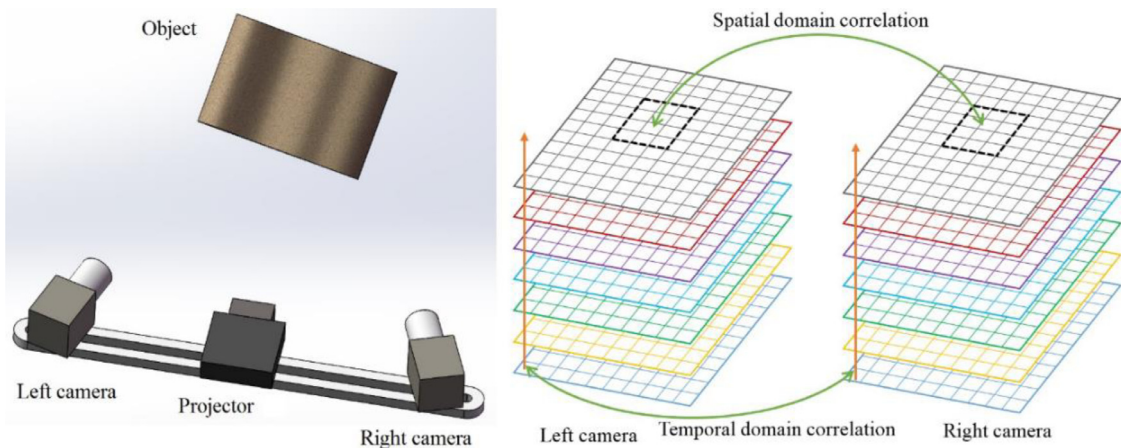 Object
Left camera
Projector
Right camera
Spatial domain correlation
Left camera
Temporal domain correlation
Right camera